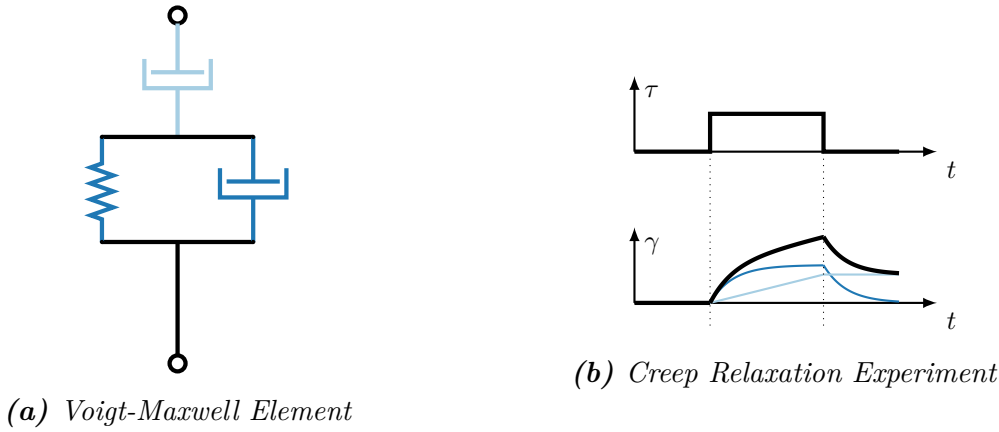 τ
t
γ
t
(b) Creep Relaxation Experiment
(a) Voigt-Maxwell Element